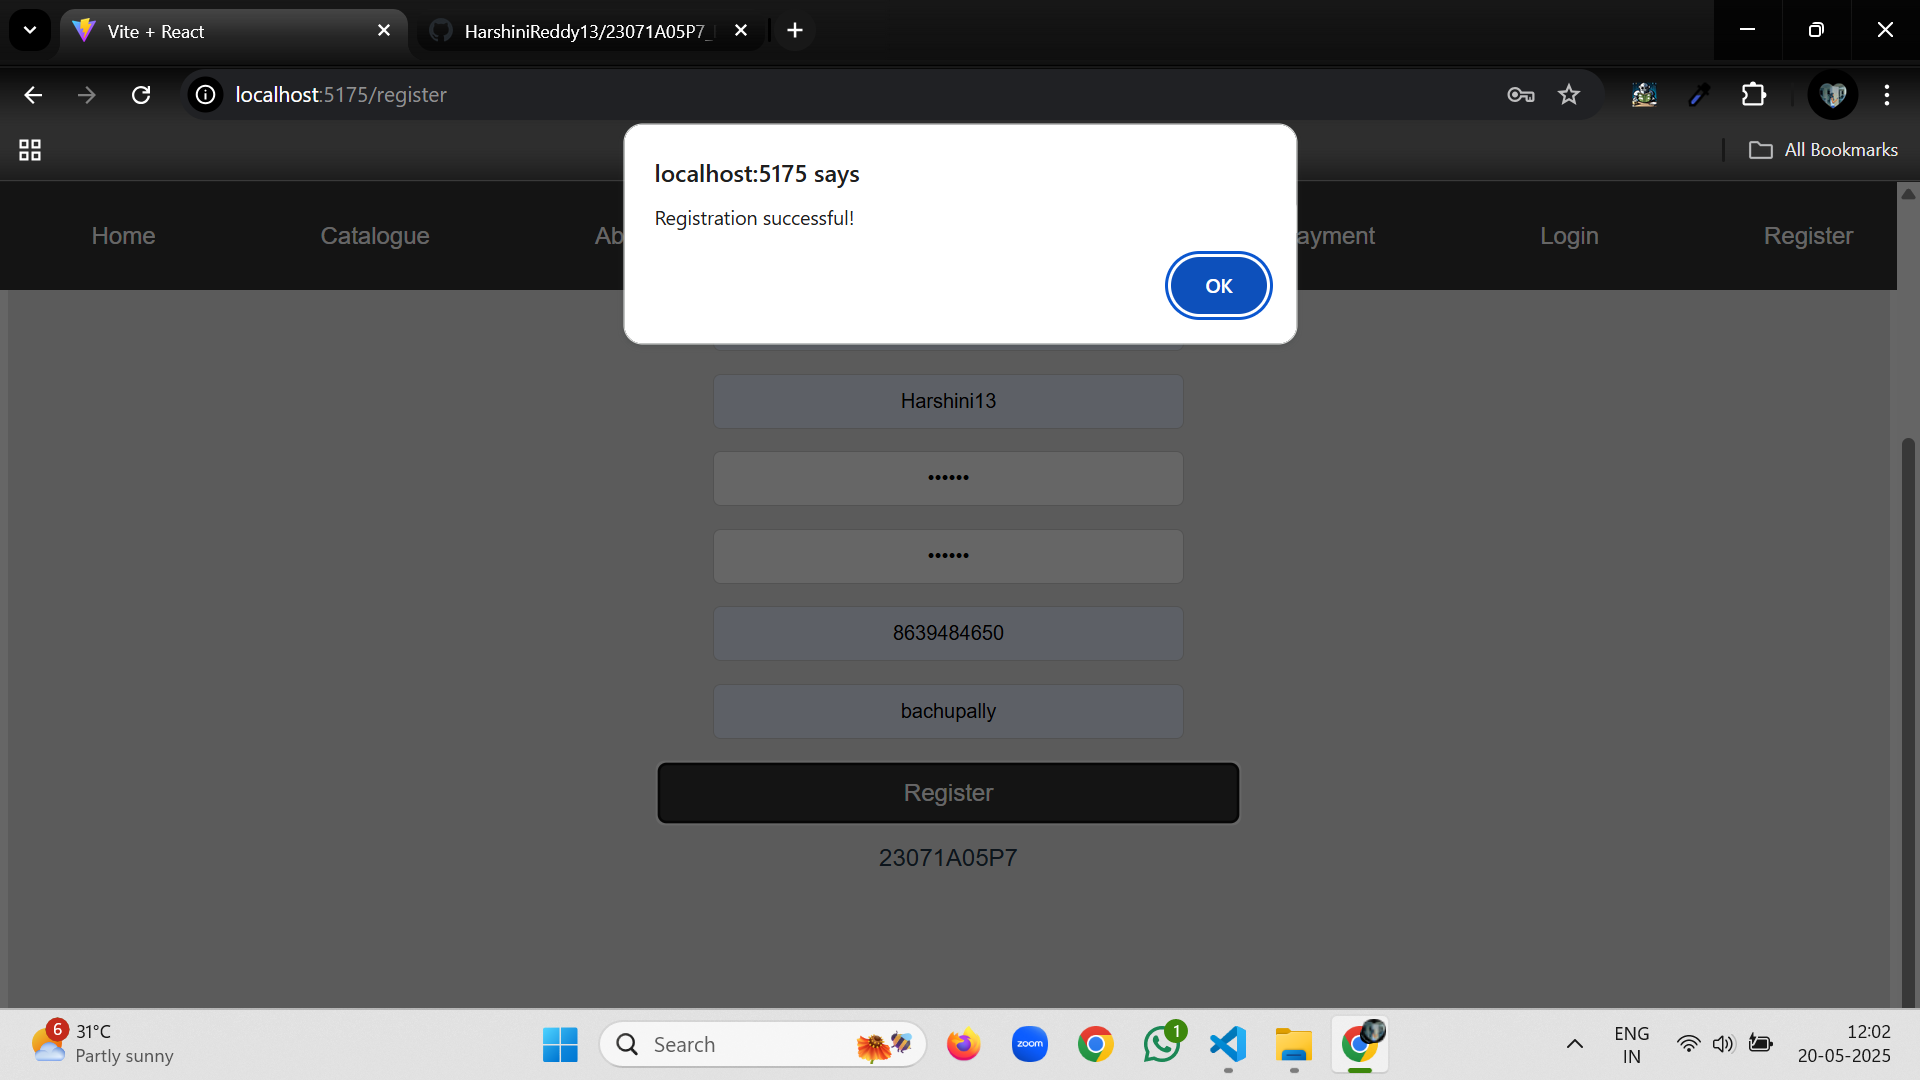 Vite + React
HarshiniReddy13/23071A05P7_
localhost:5175/register
All Bookmarks
localhost:5175 says
Registration successful!
OK
Home
Catalogue
Login
Register
Harshini13
••••••
••••••
8639484650
bachupally
Register
23071A05P7
6
31°C
Partly sunny
Search
zoom
1
ENG
IN
12:02
20-05-2025